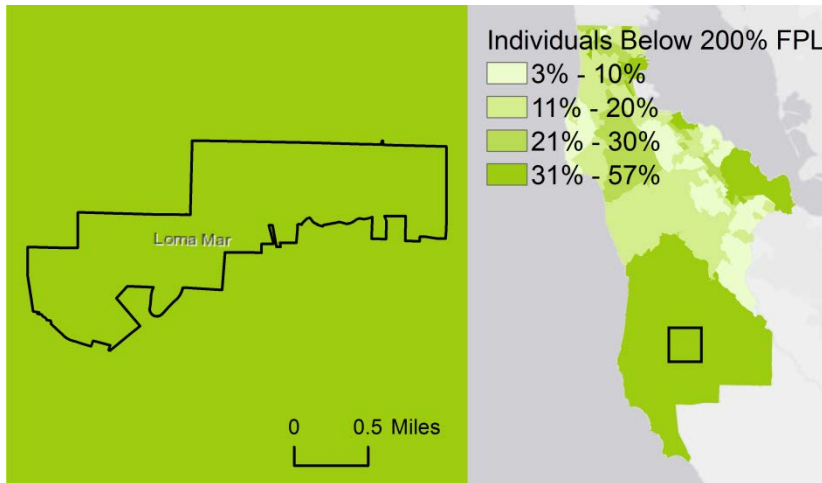 Loma Mar
0 0.5 Miles
Individuals Below 200% FPL
3% - 10%
11% - 20%
21% - 30%
31% - 57%